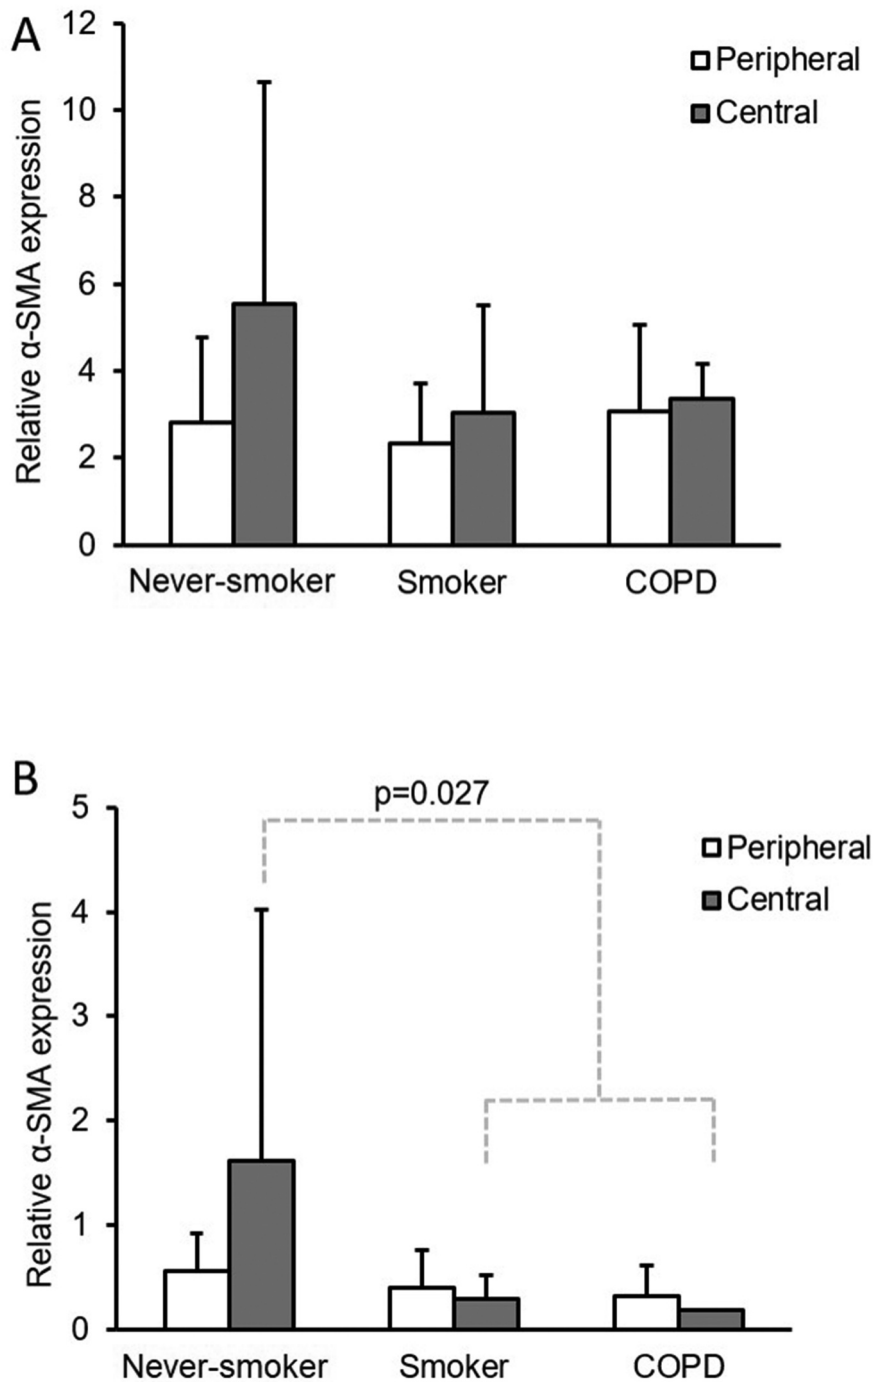 A
12
10
8
6
4
2
0
Relative α-SMA expression
Peripheral
Central
Never-smoker
Smoker
COPD
B
p=0.027
5
4
3
2
1
0
Relative α-SMA expression
Peripheral
Central
Never-smoker
Smoker
COPD